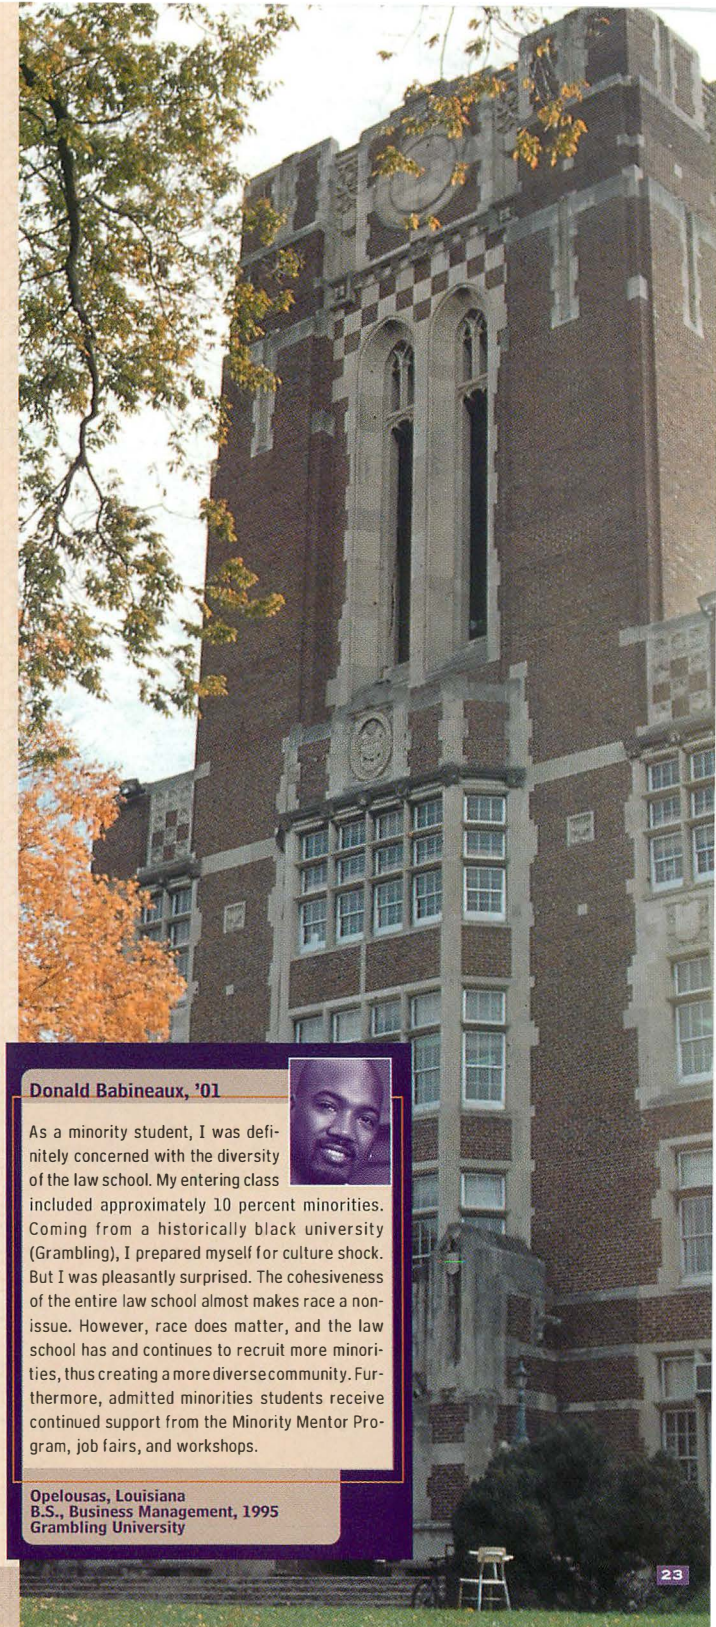 Donald Babineaux, ’01
As a minority student, I was defi-
nitely concerned with the diversity
of the law school. My entering class
included approximately 10 percent minorities.
Coming from a historically black university
(Grambling), I prepared myself for culture shock.
But I was pleasantly surprised. The cohesiveness
of the entire law school almost makes race a non-
issue. However, race does matter, and the law
school has and continues to recruit more minori-
ties, thus creating a more diverse community. Fur-
thermore, admitted minorities students receive
continued support from the Minority Mentor Pro-
gram, job fairs, and workshops.
Opelousas, Louisiana
B.S., Business Management, 1995
Grambling University
23